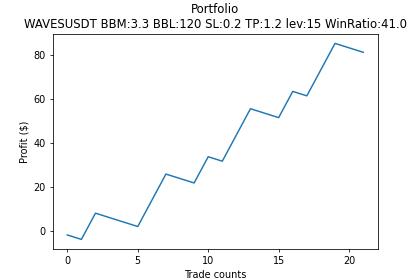 Portfolio
WAVESUSDT BBM:3.3 BBL:120 SL:0.2 TP:1.2 lev:15 WinRatio:41.0
Profit ($)
80
60
40
20
0
0 5 10 15 20
Trade counts